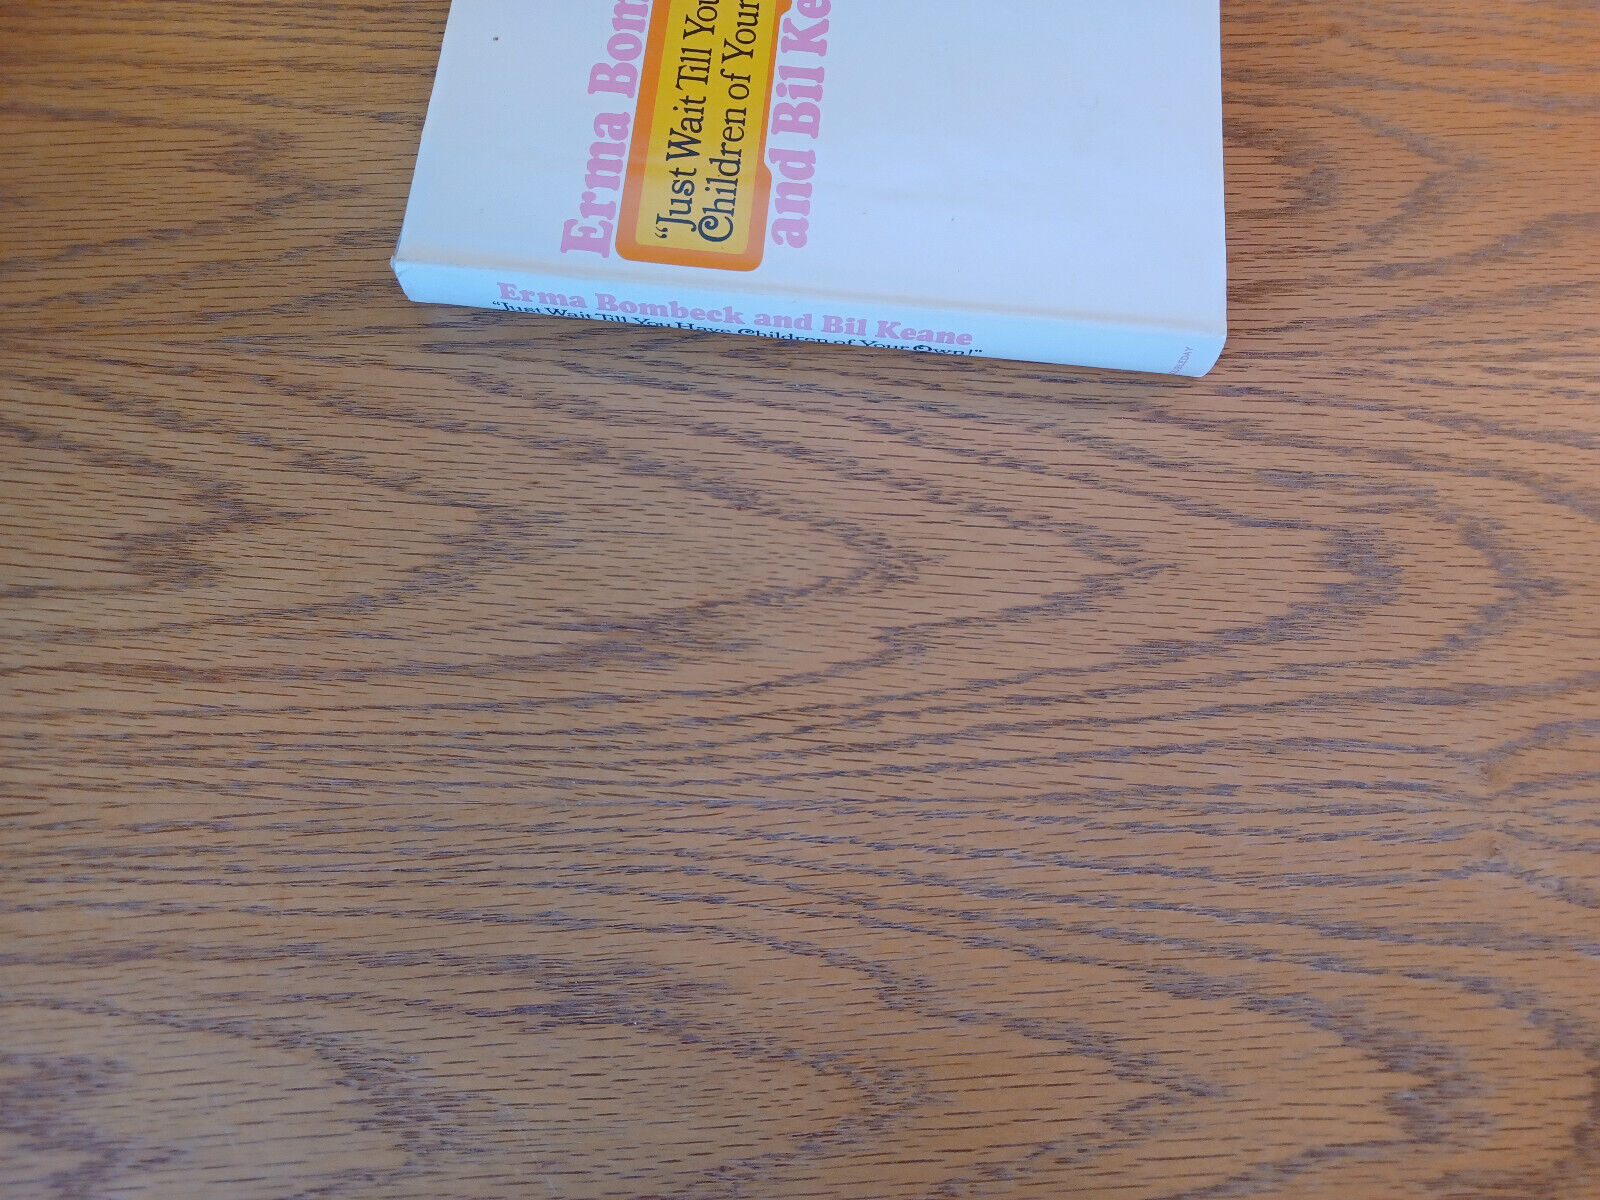 Erma Bom
“Just Wait Till You
Children of Your
and Bil Ke
Erma Bombeck and Bil Keane
“Just Wait Till You Have Children of Your Own!”
UBLEDAY